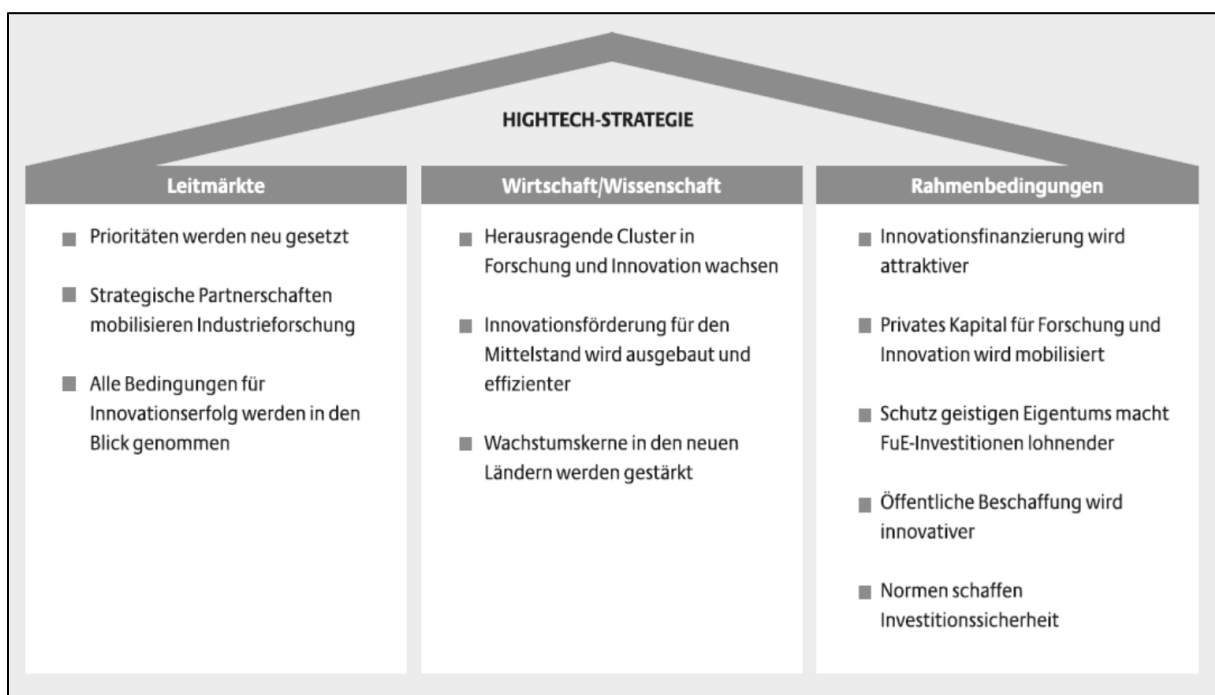 HIGHTECH-STRATEGIE
Leitmärkte
Prioritäten werden neu gesetzt
Strategische Partnerschaften
mobilisieren Industrieforschung
Alle Bedingungen für
Innovationserfolg werden in den
Blick genommen
Wirtschaft/Wissenschaft
Herausragende Cluster in
Forschung und Innovation wachsen
Innovationsförderung für den
Mittelstand wird ausgebaut und
effizienter
Wachstumskerne in den neuen
Ländern werden gestärkt
Rahmenbedingungen
Innovationsfinanzierung wird
attraktiver
Privates Kapital für Forschung und
Innovation wird mobilisiert
Schutz geistigen Eigentums macht
FuE-Investitionen lohnender
Öffentliche Beschaffung wird
innovativer
Normen schaffen
Investitionssicherheit